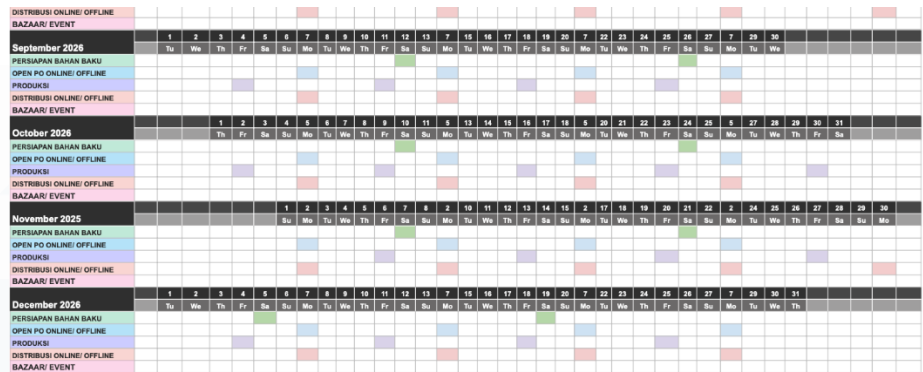 DISTRIBUSI ONLINE/ OFFLINE
BAZAAR/ EVENT
1 2 3 4 5 6 7 8 9 10 11 12 13 7 15 16 17 18 19 20 7 22 23 24 25 26 27 7 29 30
September 2026 Tu We Th Fr Sa Su Mo Tu We Th Fr Sa Su Mo Tu We Th Fr Sa Su Mo Tu We Th Fr Sa Su Mo Tu We
PERSIAPAN BAHAN BAKU
OPEN PO ONLINE/ OFFLINE
PRODUKSI
DISTRIBUSI ONLINE/ OFFLINE
BAZAAR/ EVENT
1 2 3 4 5 6 7 8 9 10 11 5 13 14 15 16 17 18 5 20 21 22 23 24 25 5 27 28 29 30 31
October 2026 Th Fr Sa Su Mo Tu We Th Fr Sa Su Mo Tu We Th Fr Sa Su Mo Tu We Th Fr Sa Su Mo Tu We Th Fr Sa
PERSIAPAN BAHAN BAKU
OPEN PO ONLINE/ OFFLINE
PRODUKSI
DISTRIBUSI ONLINE/ OFFLINE
BAZAAR/ EVENT
1 2 3 4 5 6 7 8 2 10 11 12 13 14 15 2 17 18 19 20 21 22 2 24 25 26 27 28 29 30
November 2025 Su Mo Tu We Th Fr Sa Su Mo Tu We Th Fr Sa Su Mo Tu We Th Fr Sa Su Mo Tu We Th Fr Sa Su Mo
PERSIAPAN BAHAN BAKU
OPEN PO ONLINE/ OFFLINE
PRODUKSI
DISTRIBUSI ONLINE/ OFFLINE
BAZAAR/ EVENT
1 2 3 4 5 6 7 8 9 10 11 12 13 7 15 16 17 18 19 20 7 22 23 24 25 26 27 7 29 30 31
December 2026 Tu We Th Fr Sa Su Mo Tu We Th Fr Sa Su Mo Tu We Th Fr Sa Su Mo Tu We Th Fr Sa Su Mo Tu We Th
PERSIAPAN BAHAN BAKU
OPEN PO ONLINE/ OFFLINE
PRODUKSI
DISTRIBUSI ONLINE/ OFFLINE
BAZAAR/ EVENT